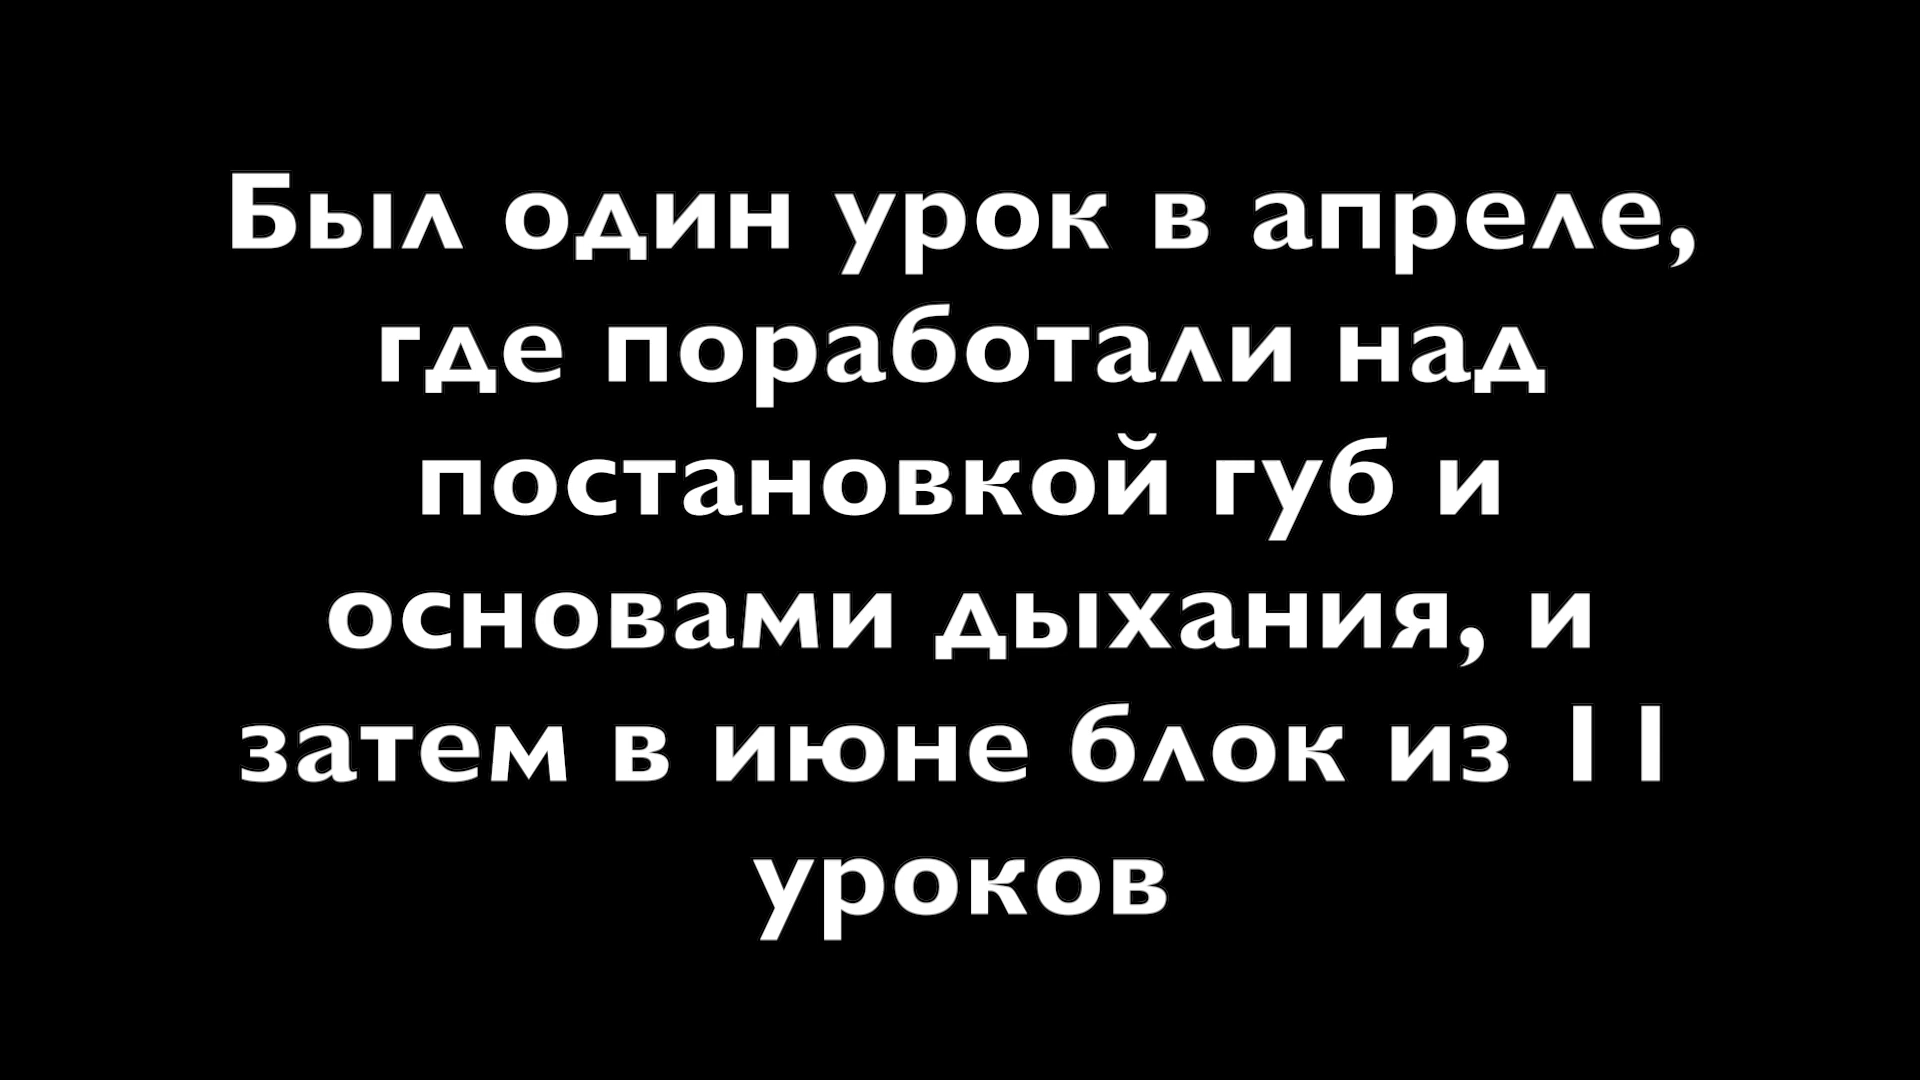 Был один урок в апреле,
где поработали над
постановкой губ и
основами дыхания, и
затем в июне блок из 11
уроков